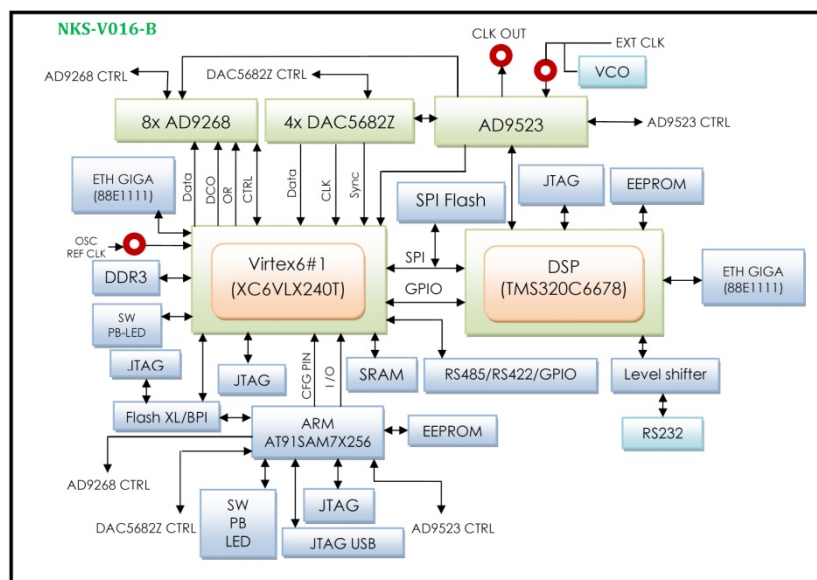 NKS-V016-B
CLK OUT
EXT CLK
VCO
AD9268 CTRL
DAC5682Z CTRL
8x AD9268
4x DAC5682Z
AD9523
AD9523 CTRL
ETH GIGA
(88E1111)
Data
DCO
OR
CTRL
Data
CLK
Sync
SPI Flash
JTAG
EEPROM
OSC
REF CLK
Virtex6#1
(XC6VLX240T)
SPI
GPIO
DSP
(TMS320C6678)
ETH GIGA
(88E1111)
DDR3
SW
PB-LED
JTAG
JTAG
CFG PIN
I/O
SRAM
RS485/RS422/GPIO
Level shifter
Flash XL/BPI
ARM
AT91SAM7X256
EEPROM
RS232
AD9268 CTRL
DAC5682Z CTRL
SW
PB
LED
JTAG
JTAG USB
AD9523 CTRL